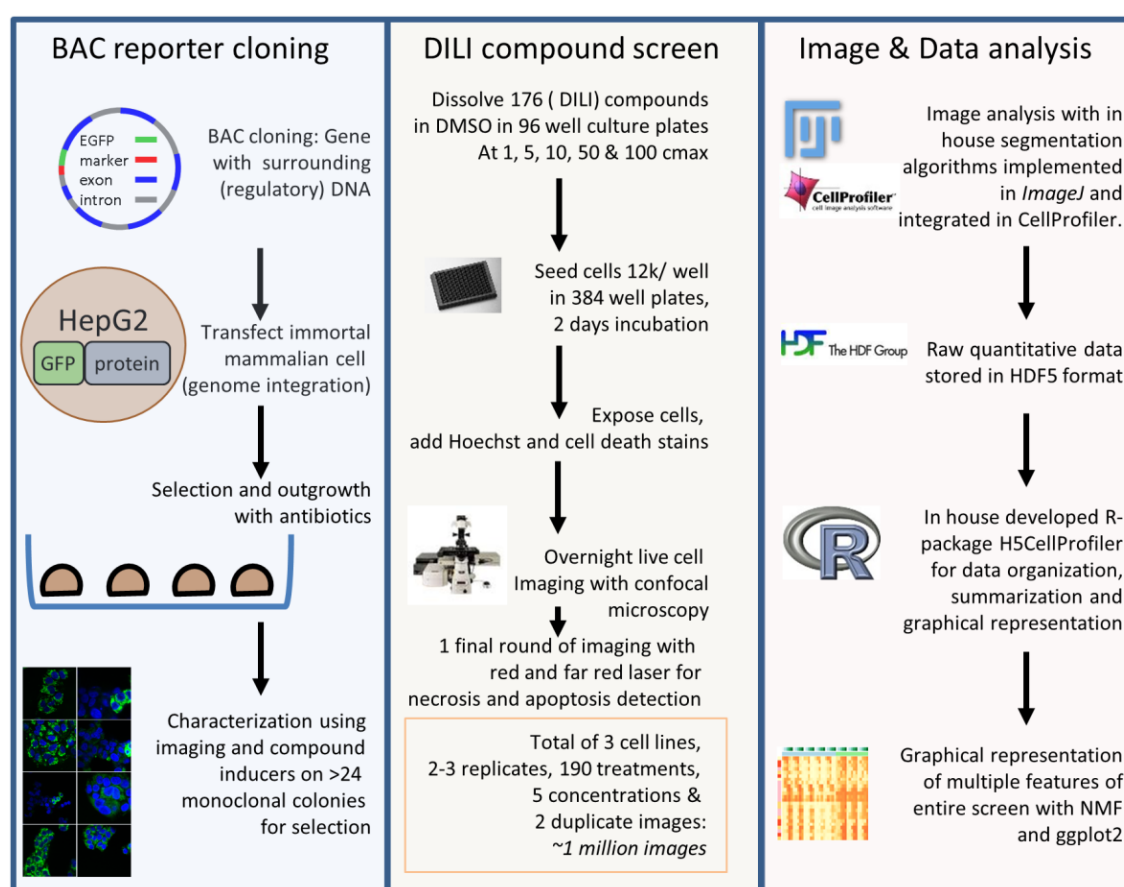 BAC reporter cloning
EGFP
marker
exon
intron
BAC cloning: Gene
with surrounding
(regulatory) DNA
HepG2
GFP
protein
Transfect immortal
mammalian cell
(genome integration)
Selection and outgrowth
with antibiotics
Characterization using
imaging and compound
inducers on >24
monoclonal colonies
for selection
DILI compound screen
Dissolve 176 ( DILI) compounds
in DMSO in 96 well culture plates
At 1, 5, 10, 50 & 100 cmax
Seed cells 12k/ well
in 384 well plates,
2 days incubation
Expose cells,
add Hoechst and cell death stains
Overnight live cell
Imaging with confocal
microscopy
1 final round of imaging with
red and far red laser for
necrosis and apoptosis detection
Total of 3 cell lines,
2-3 replicates, 190 treatments,
5 concentrations &
2 duplicate images:
~1 million images
Image & Data analysis
Image analysis with in
house segmentation
algorithms implemented
in ImageJ and
integrated in CellProfiler.
CellProfiler
cell image analysis software
HDF The HDF Group
Raw quantitative data
stored in HDF5 format
R
In house developed R-
package H5CellProfiler
for data organization,
summarization and
graphical representation
Graphical representation
of multiple features of
entire screen with NMF
and ggplot2